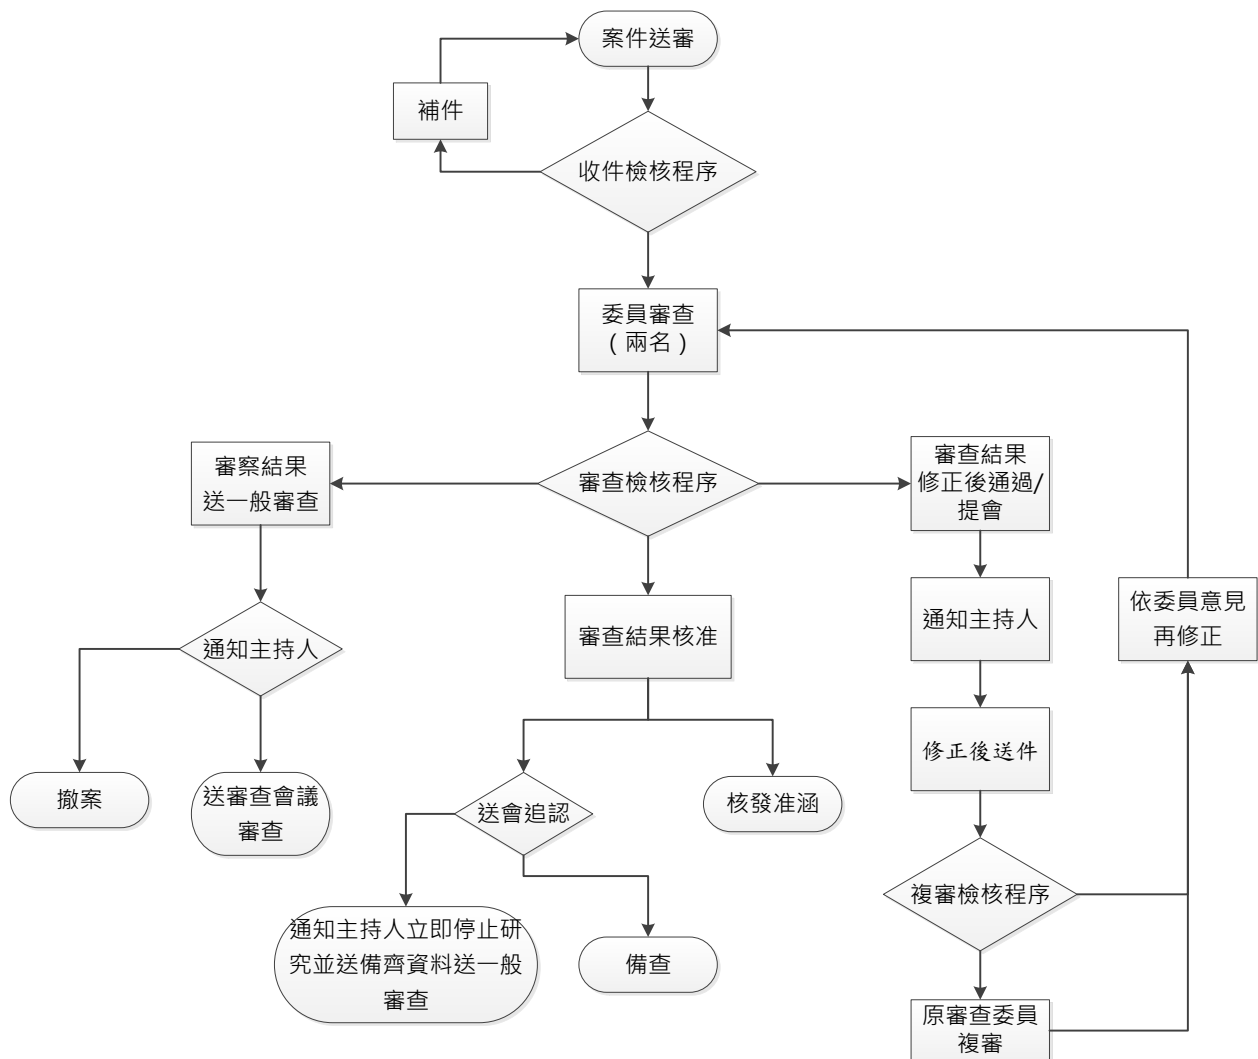 案件送審
補件
收件檢核程序
委員審查
（兩名）
審察結果
送一般審查
審查檢核程序
審查結果
修正後通過/
提會
通知主持人
審查結果核准
通知主持人
依委員意見
再修正
撤案
送審查會議
審查
送會追認
核發准涵
修正後送件
通知主持人立即停止研
究並送備齊資料送一般
審查
備查
複審檢核程序
原審查委員
複審